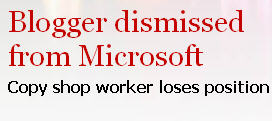 Blogger dismissed
from Microsoft
Copy shop worker loses position